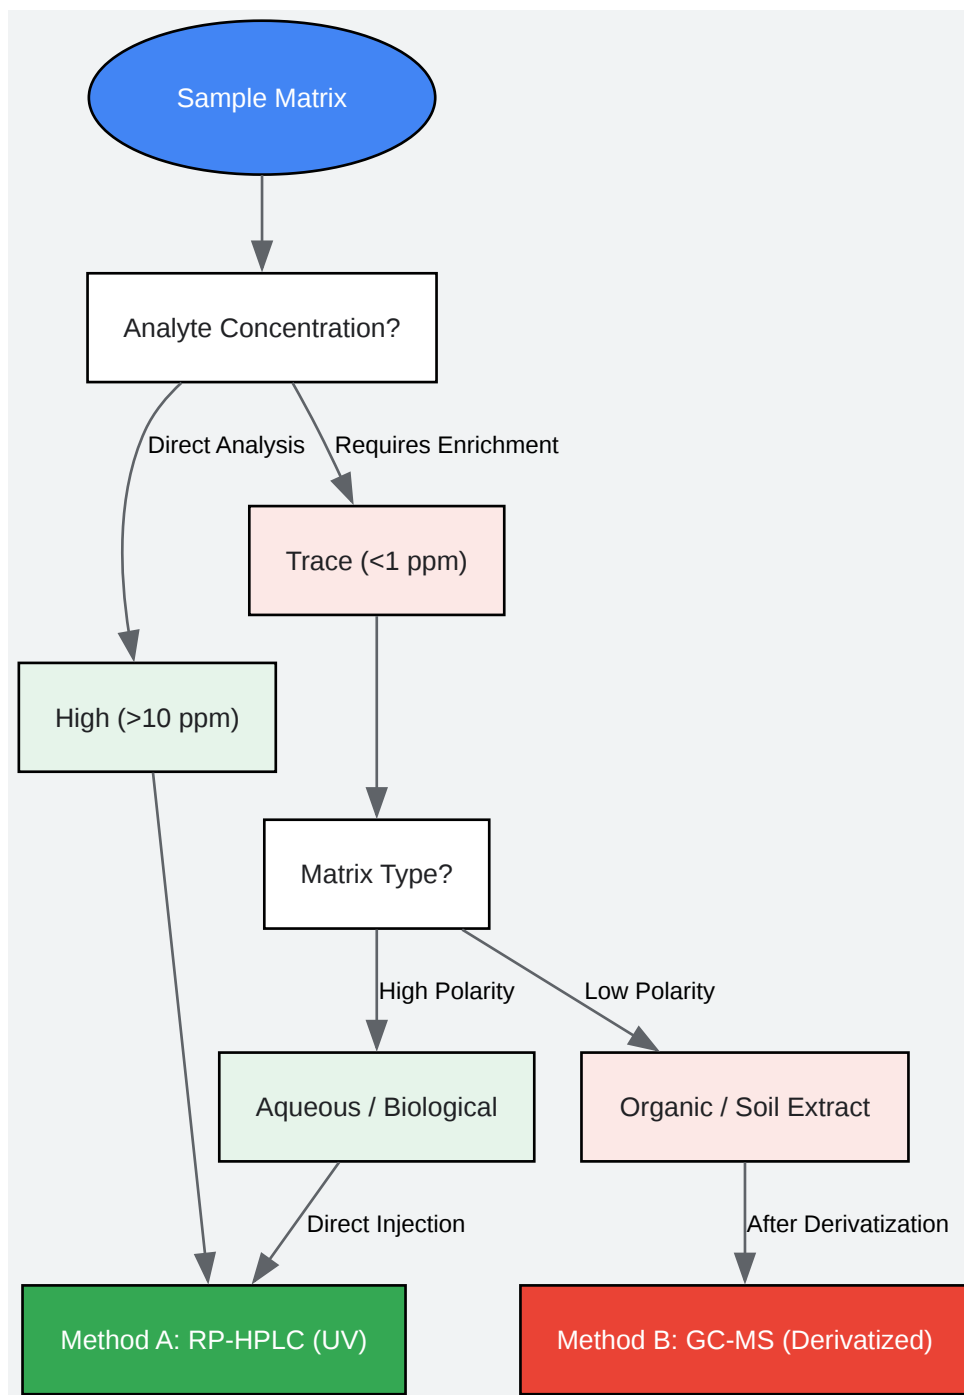 Sample Matrix
Analyte Concentration?
Direct Analysis
Requires Enrichment
Trace (<1 ppm)
High (>10 ppm)
Matrix Type?
High Polarity
Low Polarity
Aqueous / Biological
Organic / Soil Extract
Direct Injection
After Derivatization
Method A: RP-HPLC (UV)
Method B: GC-MS (Derivatized)